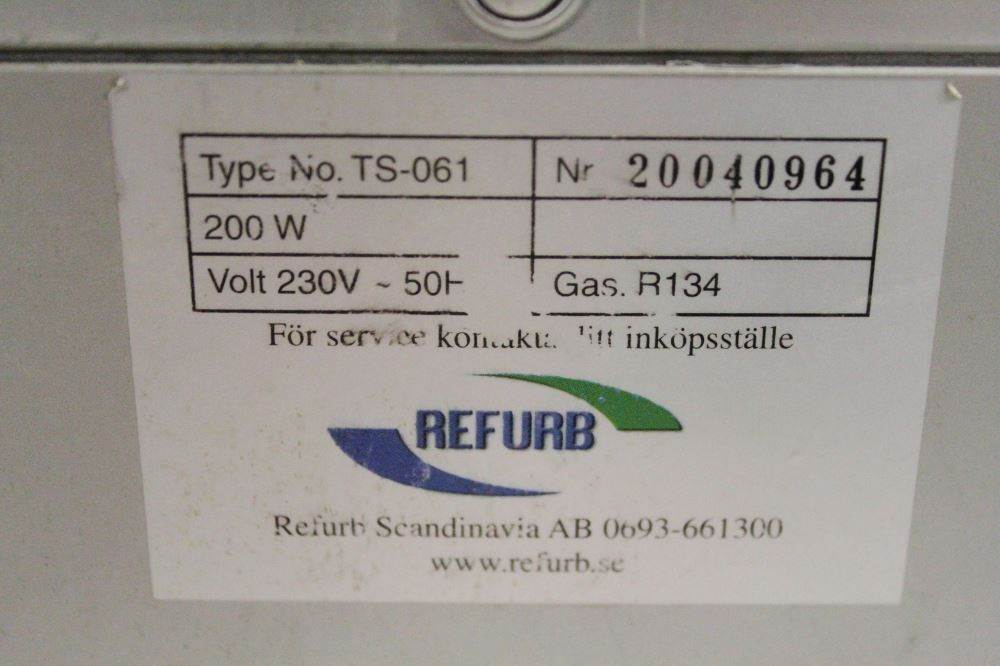 Type No. TS-061 Nr 20040964
200 W
Volt 230V ~ 50H Gas. R134
För service kontakta ditt inköpsställe
REFURB
Refurb Scandinavia AB 0693-661300
www.refurb.se